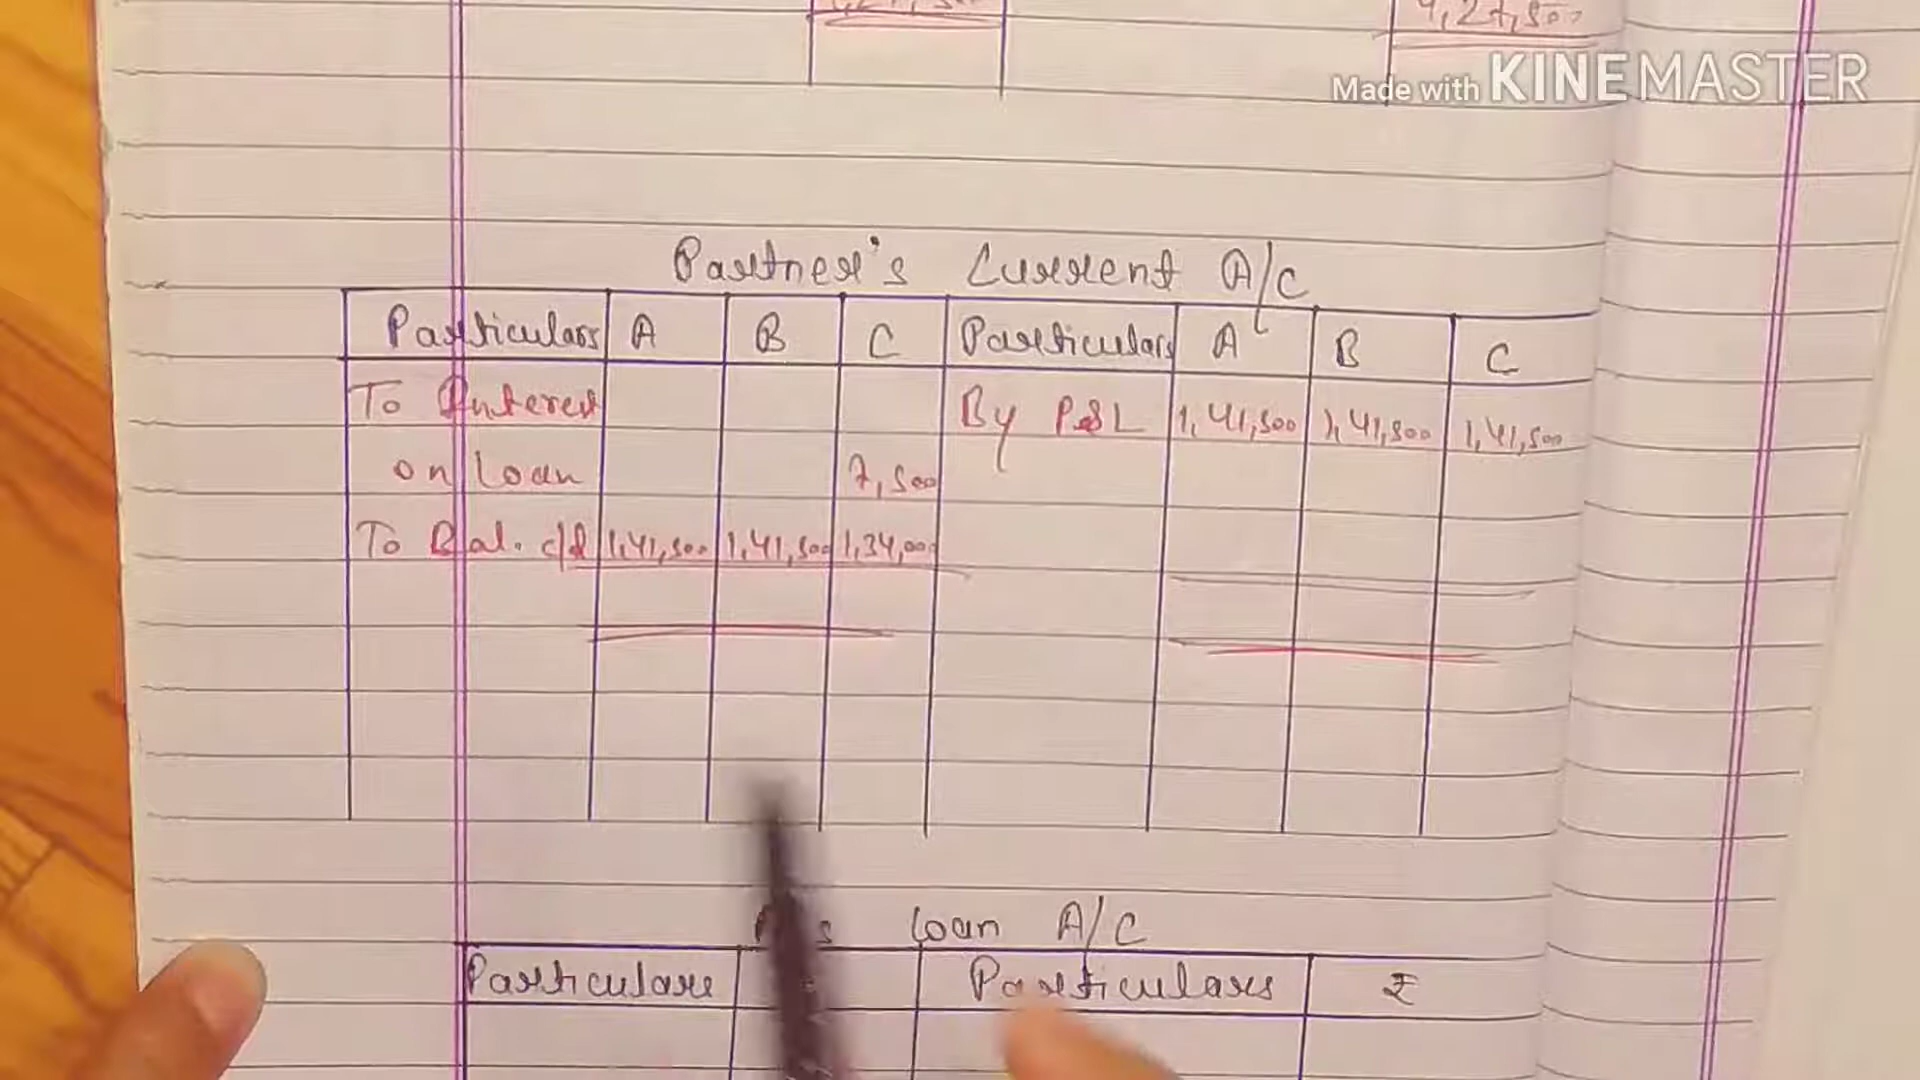 4,27,500
Made with KINEMASTER
Partner's Current A/C
Particulars A B C Particulars A B C
To Interest By P&L 1,41,500 1,41,500 1,41,500
on loan 7,500
To Bal. c/d 1,41,500 1,41,500 1,34,000
loan A/C
Particulars Particulars ₹